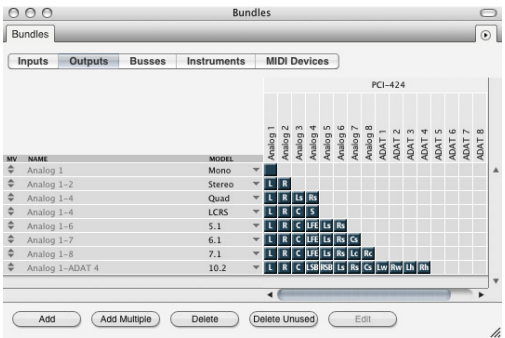 Bundles
Bundles
Inputs Outputs Busses Instruments MIDI Devices
PCI-424
Analog 1 Analog 2 Analog 3 Analog 4 Analog 5 Analog 6 Analog 7 Analog 8 ADAT 1 ADAT 2 ADAT 3 ADAT 4 ADAT 5 ADAT 6 ADAT 7 ADAT 8
MV NAME MODEL
Analog 1 Mono
Analog 1-2 Stereo L R
Analog 1-4 Quad L R Ls Rs
Analog 1-4 LCRS L R C S
Analog 1-6 5.1 L R C LFE Ls Rs
Analog 1-7 6.1 L R C LFE Ls Rs Cs
Analog 1-8 7.1 L R C LFE Ls Rs Lc Rc
Analog 1-ADAT 4 10.2 L R C LSB RSB Ls Rs Cs Lw Rw Lh Rh
Add Add Multiple Delete Delete Unused Edit